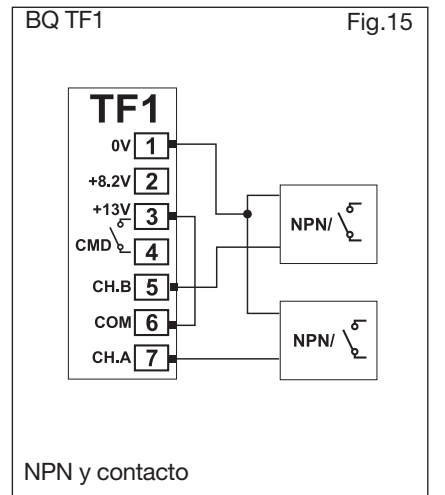 BQ TF1 Fig.15
TF1
0V 1
+8.2V 2
+13V 3
CMD 4
CH.B 5
COM 6
CH.A 7
NPN/
NPN/
NPN y contacto